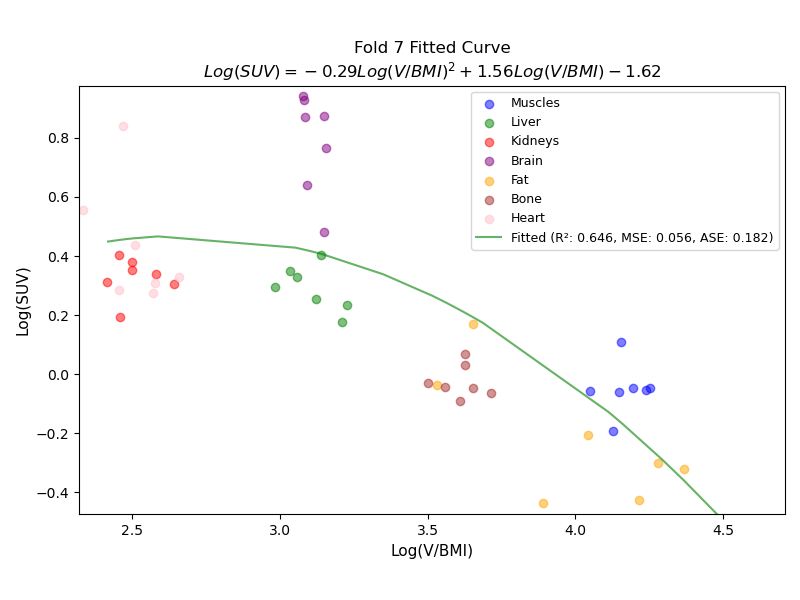 Fold 7 Fitted Curve
Log(SUV) = −0.29Log(V/BMI)² + 1.56Log(V/BMI) − 1.62
Muscles
Liver
Kidneys
Brain
Fat
Bone
Heart
Fitted (R²: 0.646, MSE: 0.056, ASE: 0.182)
0.8
0.6
0.4
0.2
0.0
−0.2
−0.4
Log(SUV)
2.5 3.0 3.5 4.0 4.5
Log(V/BMI)